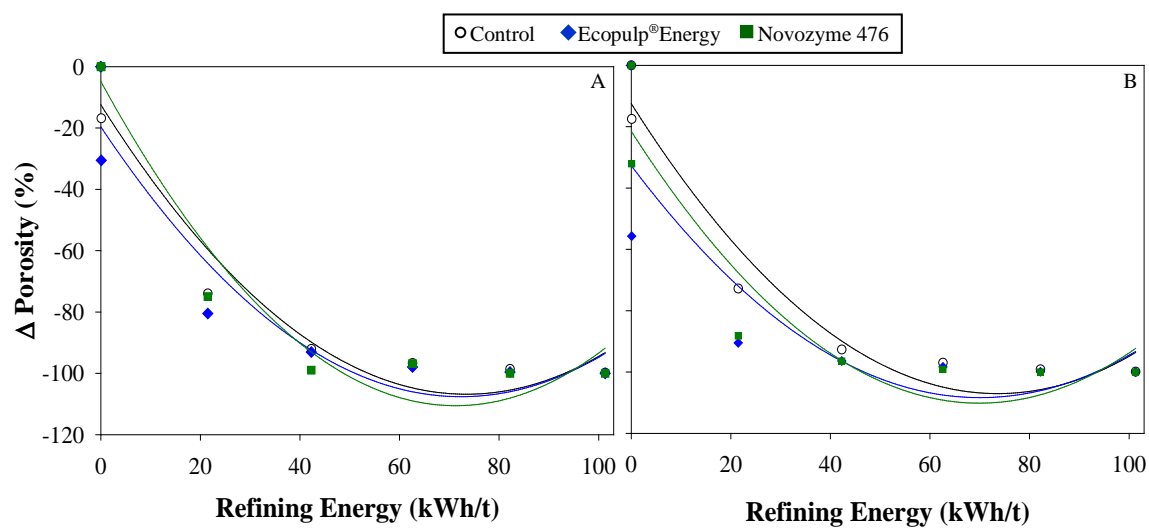 Control Ecopulp®Energy Novozyme 476
A
B
0
-20
-40
-60
-80
-100
-120
Δ Porosity (%)
0 20 40 60 80 100
0 20 40 60 80 100
Refining Energy (kWh/t)
Refining Energy (kWh/t)